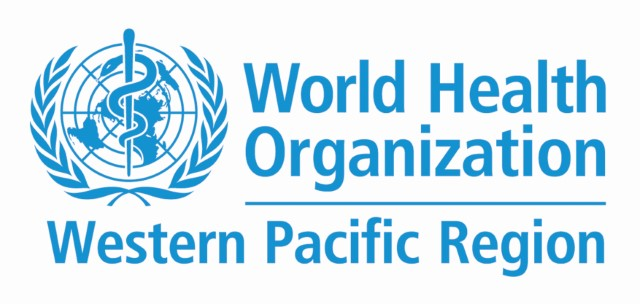 World Health
Organization
Western Pacific Region